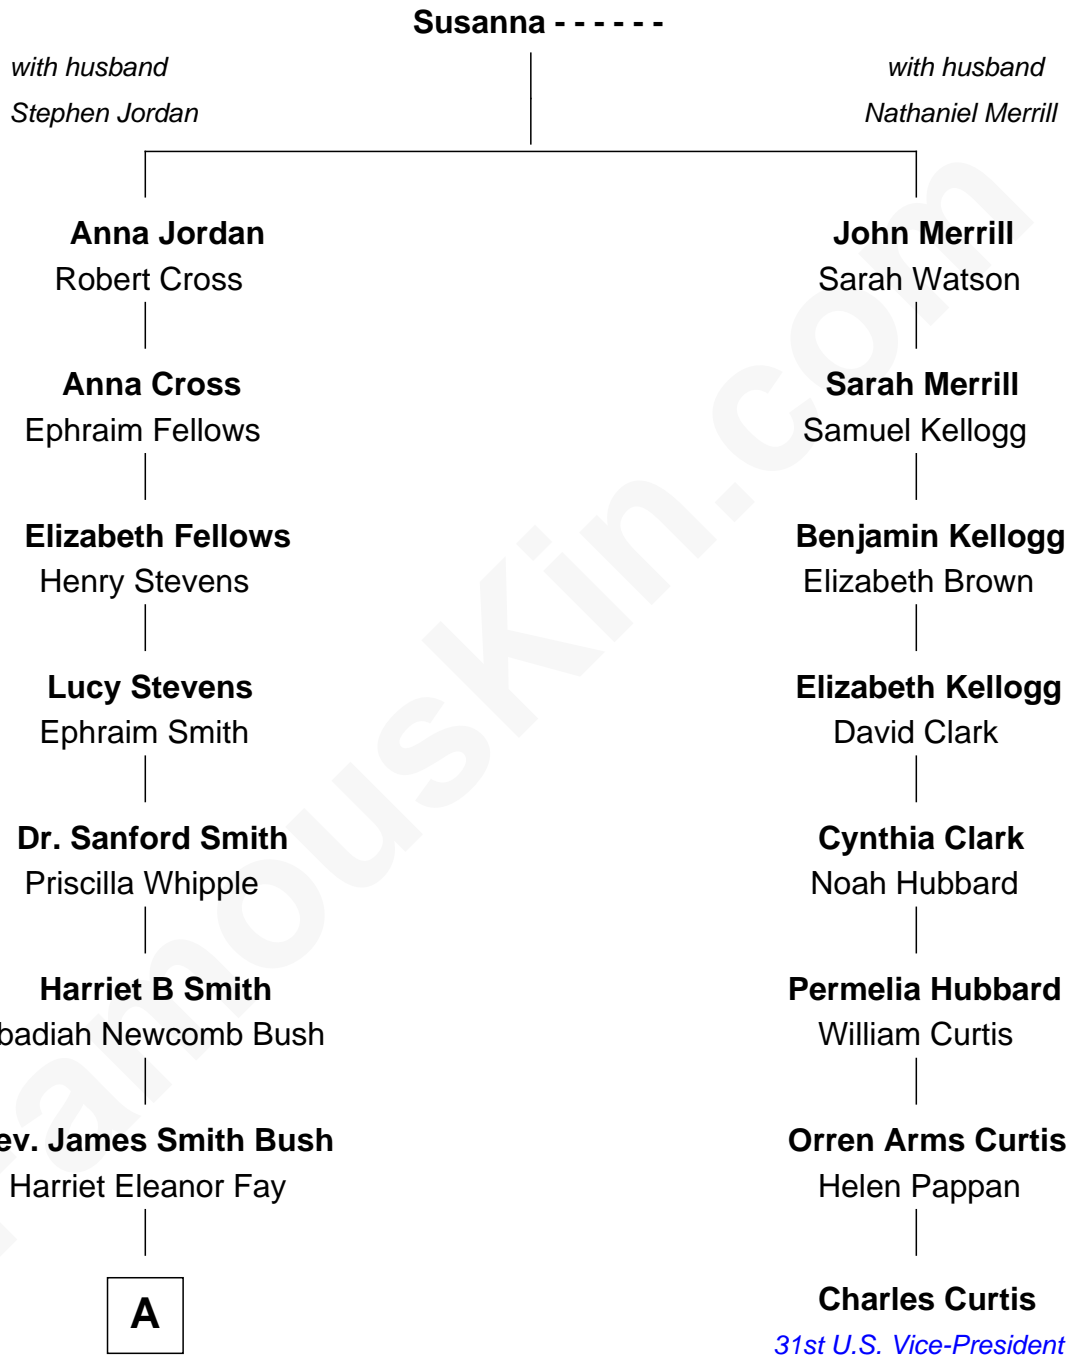 Susanna - - - - - -
with husband
Stephen Jordan
with husband
Nathaniel Merrill
Anna Jordan
Robert Cross
John Merrill
Sarah Watson
Anna Cross
Ephraim Fellows
Sarah Merrill
Samuel Kellogg
Elizabeth Fellows
Henry Stevens
Benjamin Kellogg
Elizabeth Brown
Lucy Stevens
Ephraim Smith
Elizabeth Kellogg
David Clark
Dr. Sanford Smith
Priscilla Whipple
Cynthia Clark
Noah Hubbard
Harriet B Smith
badiah Newcomb Bush
Permelia Hubbard
William Curtis
ev. James Smith Bush
Harriet Eleanor Fay
Orren Arms Curtis
Helen Pappan
A
Charles Curtis
31st U.S. Vice-President
FamousKin.com